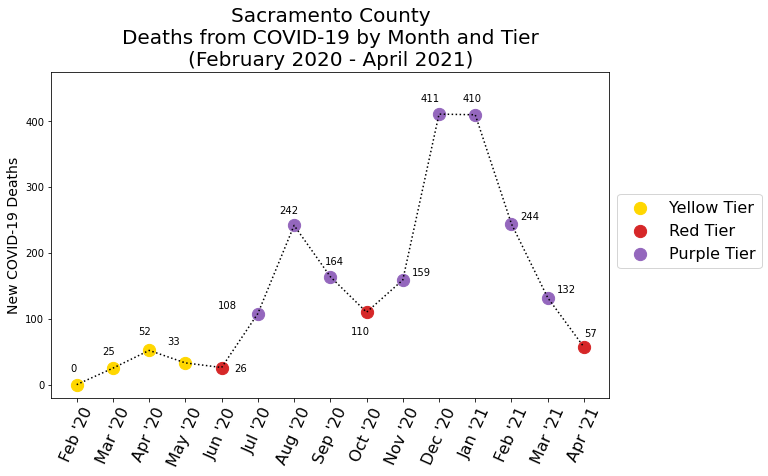 Sacramento County
Deaths from COVID-19 by Month and Tier
(February 2020 - April 2021)
New COVID-19 Deaths
400
300
200
100
0
0
25
52
33
26
108
242
164
110
159
411
410
244
132
57
Feb '20
Mar '20
Apr '20
May '20
Jun '20
Jul '20
Aug '20
Sep '20
Oct '20
Nov '20
Dec '20
Jan '21
Feb '21
Mar '21
Apr '21
Yellow Tier
Red Tier
Purple Tier